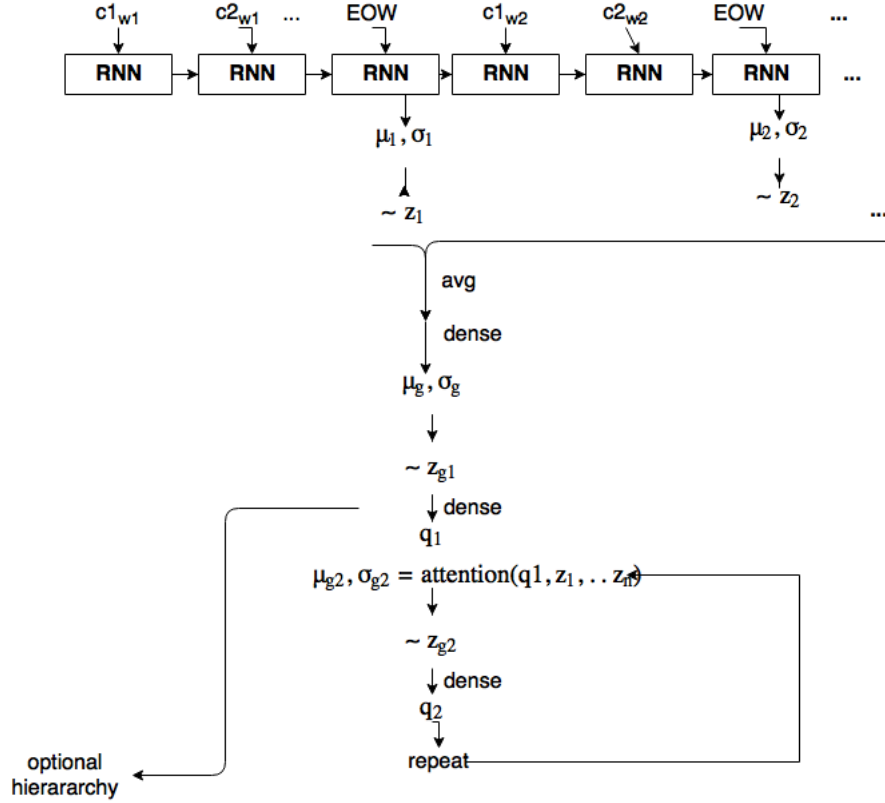 c1w1 c2w1 ... EOW c1w2 c2w2 EOW ...
RNN RNN RNN RNN RNN RNN ...
μ1, σ1 μ2, σ2
~ z1 ~ z2 ...
avg
dense
μg, σg
~ zg1
dense
q1
μg2, σg2 = attention(q1, z1, . . zn)
~ zg2
dense
q2
repeat
optional
hierararchy